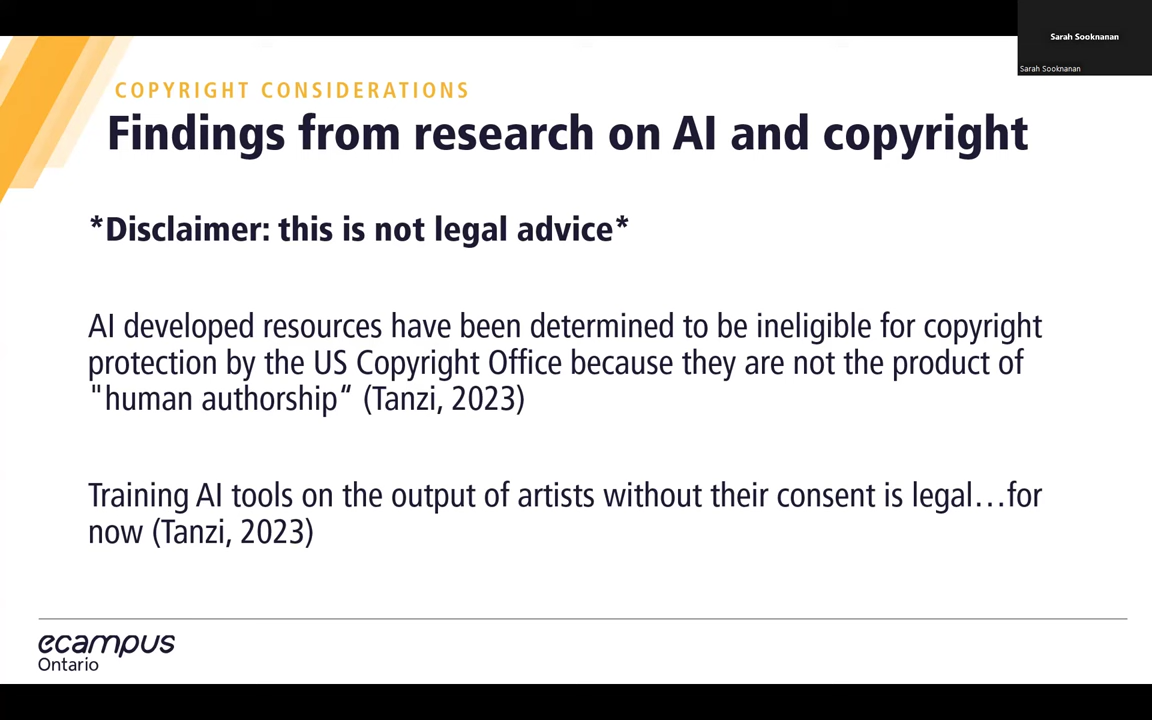 Sarah Sooknanan
Sarah Sooknanan
COPYRIGHT CONSIDERATIONS
Findings from research on AI and copyright
*Disclaimer: this is not legal advice*
AI developed resources have been determined to be ineligible for copyright
protection by the US Copyright Office because they are not the product of
"human authorship“ (Tanzi, 2023)
Training AI tools on the output of artists without their consent is legal…for
now (Tanzi, 2023)
ecampus
Ontario